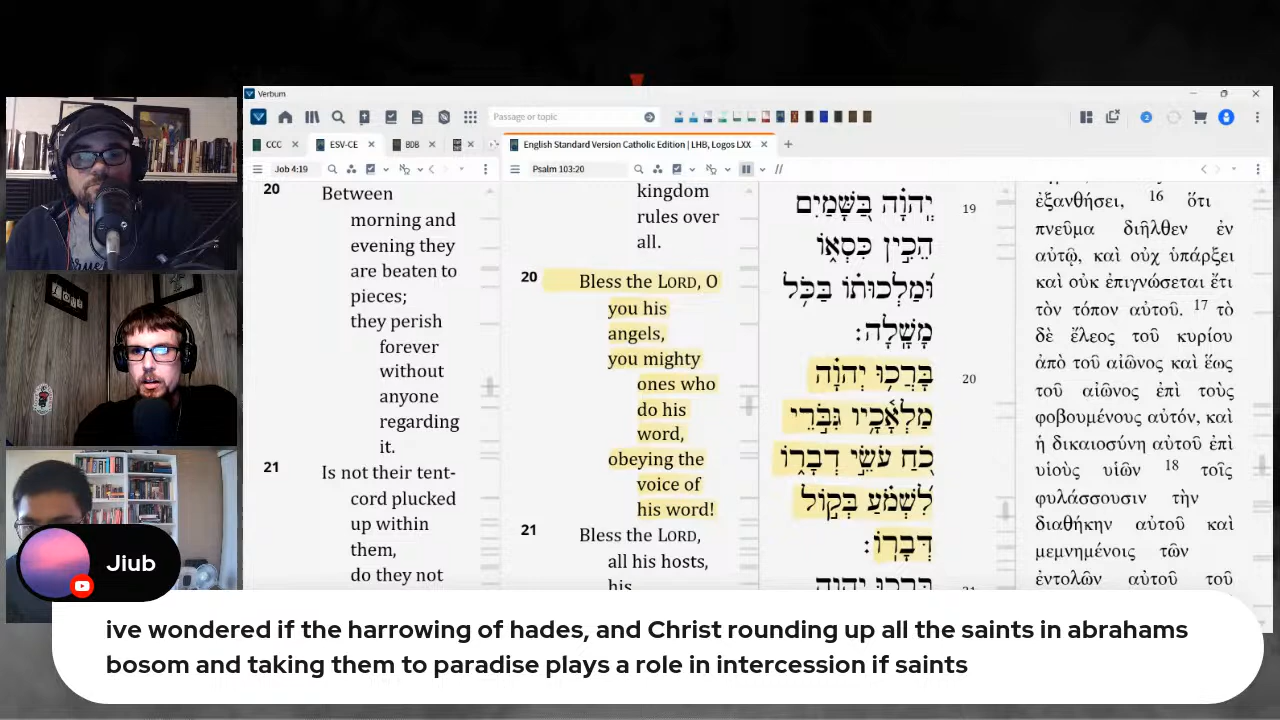 Verbum
Passage or topic
CCC
ESV-CE
BDB
English Standard Version Catholic Edition | LHB, Logos LXX
Job 4:19
Psalm 103:20
20 Between
morning and
evening they
are beaten to
pieces;
they perish
forever
without
anyone
regarding
it.
21 Is not their tent-
cord plucked
up within
them,
do they not
kingdom
rules over
all.
20 Bless the LORD, O
you his
angels,
you mighty
ones who
do his
word,
obeying the
voice of
his word!
21 Bless the LORD,
all his hosts,
his
19 יְֽהוָ֗ה בַּ֭שָּׁמַיִם
הֵכִ֣ין כִּסְא֑וֹ
וּ֝מַלְכוּת֗וֹ בַּכֹּ֥ל
מָשָֽׁלָה׃
20 בָּרֲכ֥וּ יְהוָ֗ה
מַלְאָ֫כָ֥יו גִּבֹּ֣רֵי
כֹ֭חַ עֹשֵׂ֣י דְבָר֑וֹ
לִ֝שְׁמֹ֗עַ בְּק֣וֹל
דְּבָרֽוֹ׃
ἐξανθήσει, 16 ὅτι
πνεῦμα διῆλθεν ἐν
αὐτῷ, καὶ οὐχ ὑπάρξει
καὶ οὐκ ἐπιγνώσεται ἔτι
τὸν τόπον αὐτοῦ. 17 τὸ
δὲ ἔλεος τοῦ κυρίου
ἀπὸ τοῦ αἰῶνος καὶ ἕως
τοῦ αἰῶνος ἐπὶ τοὺς
φοβουμένους αὐτόν, καὶ
ἡ δικαιοσύνη αὐτοῦ ἐπὶ
υἱοὺς υἱῶν 18 τοῖς
φυλάσσουσιν τὴν
διαθήκην αὐτοῦ καὶ
μεμνημένοις τῶν
ἐντολῶν αὐτοῦ τοῦ
Jiub
ive wondered if the harrowing of hades, and Christ rounding up all the saints in abrahams
bosom and taking them to paradise plays a role in intercession if saints